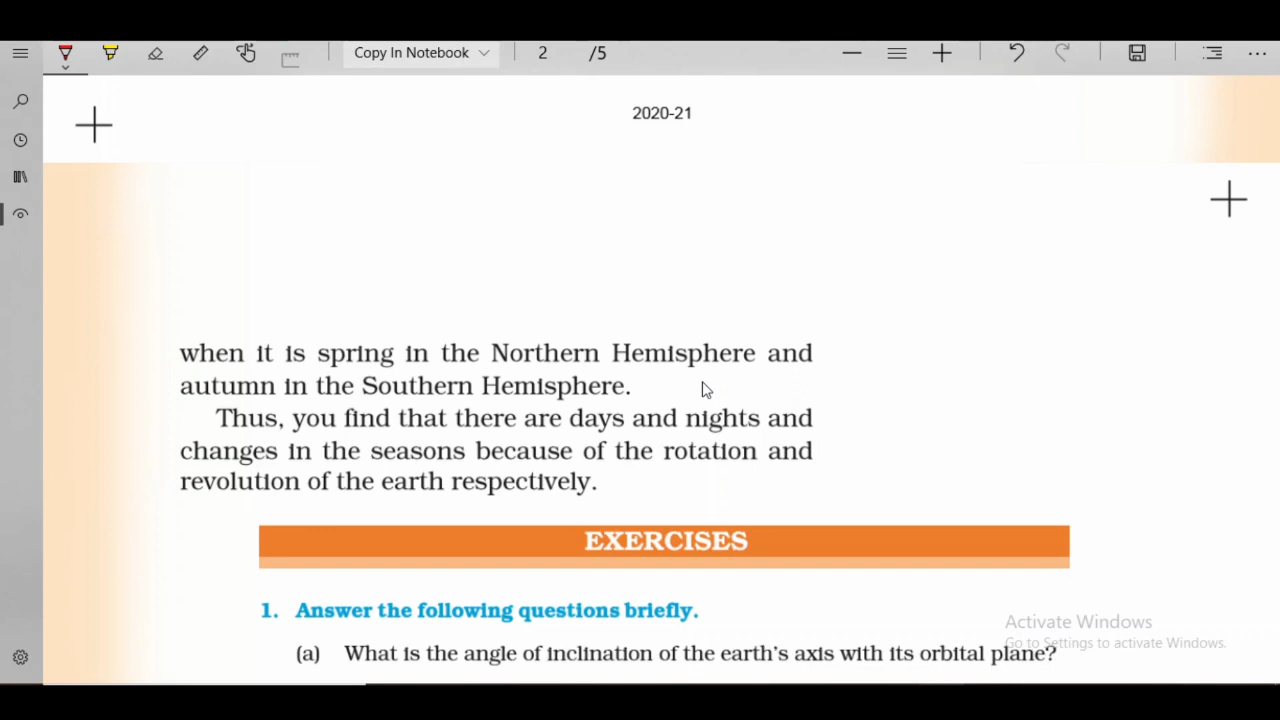 Copy In Notebook 2 /5
2020-21
when it is spring in the Northern Hemisphere and
autumn in the Southern Hemisphere.
Thus, you find that there are days and nights and
changes in the seasons because of the rotation and
revolution of the earth respectively.
EXERCISES
1. Answer the following questions briefly.
Activate Windows
Go to Settings to activate Windows.
(a) What is the angle of inclination of the earth's axis with its orbital plane?